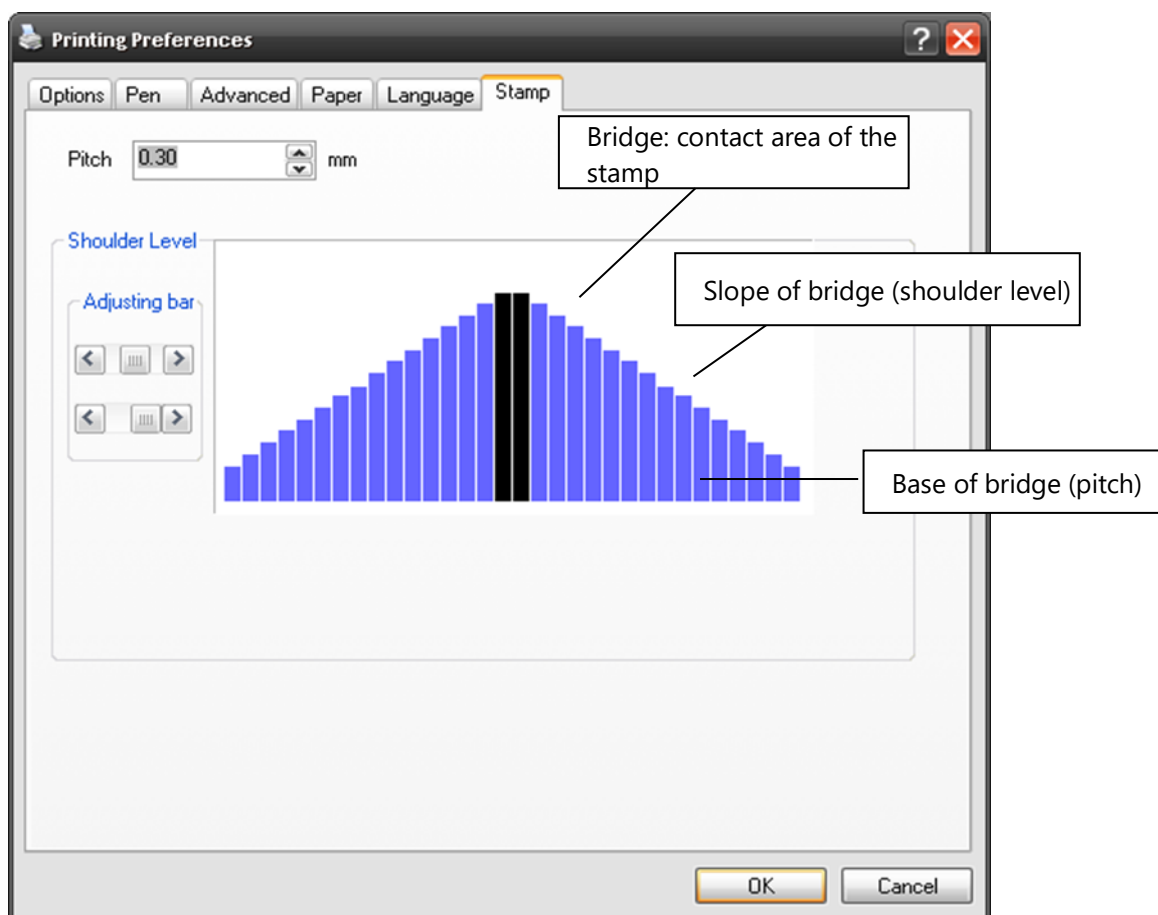 Printing Preferences
Options Pen Advanced Paper Language Stamp
Pitch 0.30 mm
Bridge: contact area of the
stamp
Shoulder Level
Slope of bridge (shoulder level)
Adjusting bar
Base of bridge (pitch)
OK Cancel